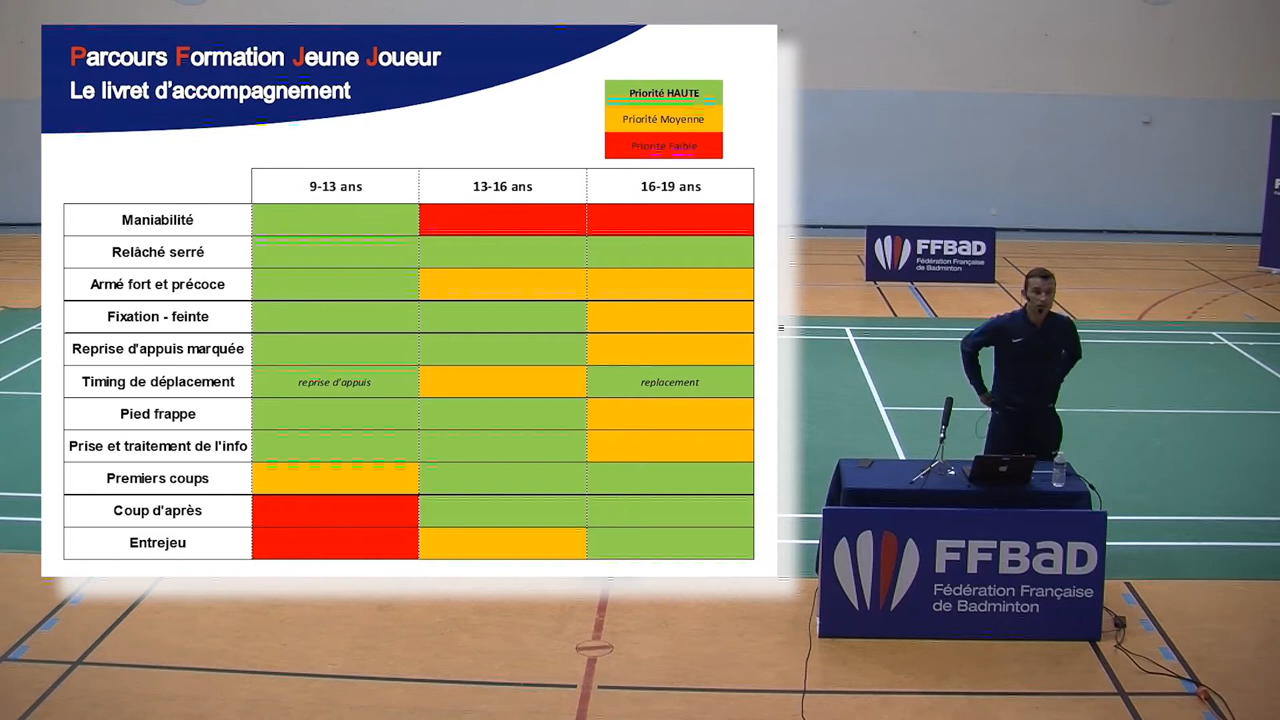 Parcours Formation Jeune Joueur
Le livret d'accompagnement
Priorité HAUTE
Priorité Moyenne
Priorité Faible
9-13 ans
13-16 ans
16-19 ans
Maniabilité
Relâché serré
Armé fort et précoce
Fixation - feinte
Reprise d'appuis marquée
Timing de déplacement
reprise d'appuis
replacement
Pied frappe
Prise et traitement de l'info
Premiers coups
Coup d'après
Entrejeu
FFBaD
Fédération Française
de Badminton
FFBaD
Fédération Française
de Badminton